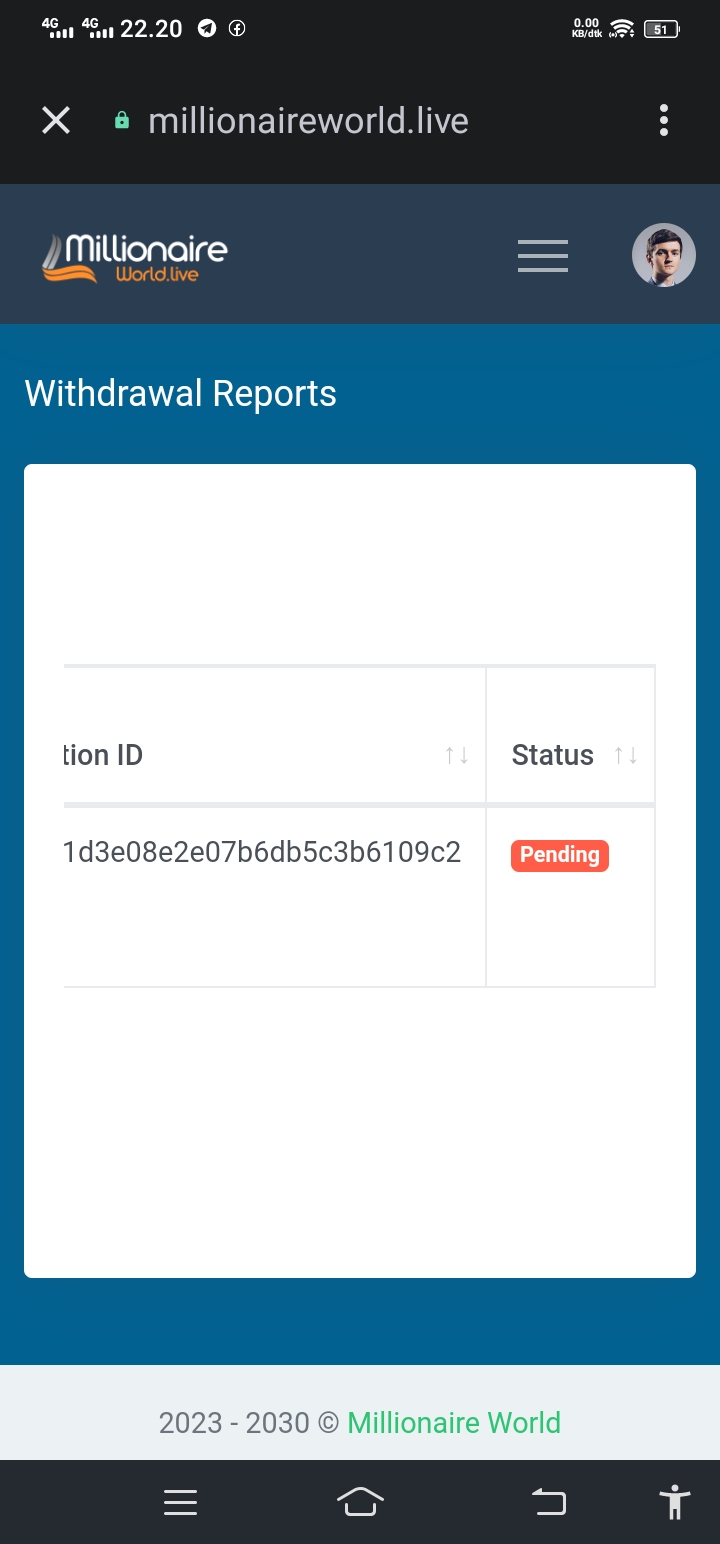 4G 4G 22.20 0.00 KB/dtk 51
millionaireworld.live
Millionaire
World.live
Withdrawal Reports
tion ID ↑↓ Status ↑↓
1d3e08e2e07b6db5c3b6109c2 Pending
2023 - 2030 © Millionaire World